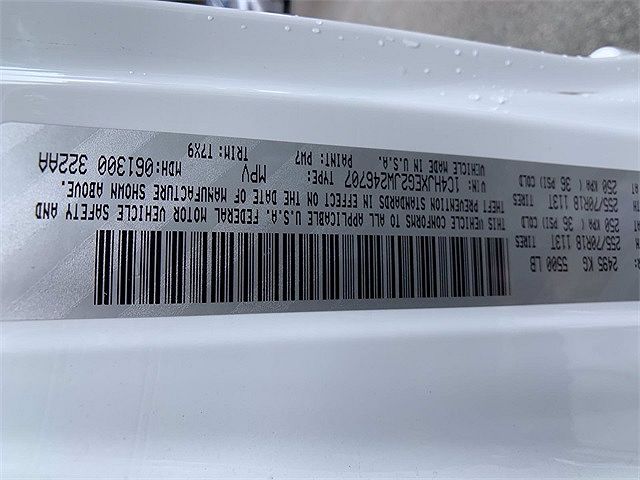 2495 KG 5500 LB
255/70R18 113T TIRES
250 KPA ( 36 PSI) COLD
255/70R18 113T TIRES
250 KPA ( 36 PSI) COLD
THIS VEHICLE CONFORMS TO ALL APPLICABLE U.S.A. FEDERAL MOTOR VEHICLE SAFETY AND
THEFT PREVENTION STANDARDS IN EFFECT ON THE DATE OF MANUFACTURE SHOWN ABOVE.
VIN: 1C4HJXEG2LW246707 TYPE: MPV MDH:061300 322AA
VEHICLE MADE IN U.S.A. PAINT: PW7 TRIM: T7X9